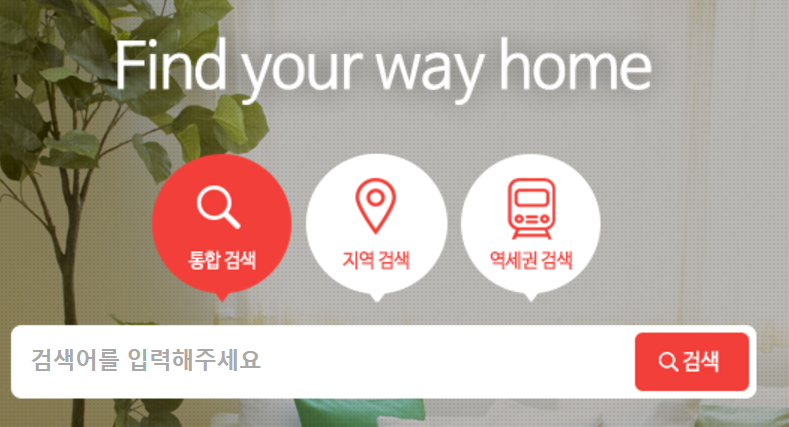 Find your way home
통합 검색
지역 검색
역세권 검색
검색어를 입력해주세요
검색